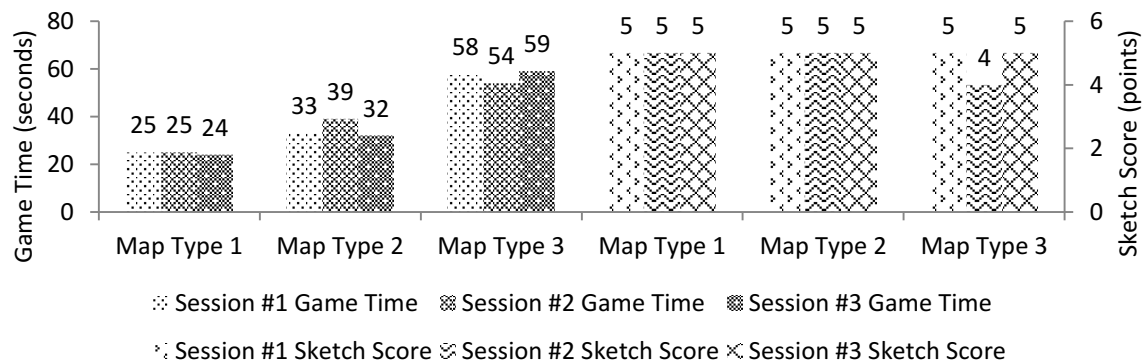 80
60
40
20
0
Game Time (seconds)
25 25 24
33 39 32
58 54 59
5 5 5
5 5 5
5 4 5
6
4
2
0
Sketch Score (points)
Map Type 1 Map Type 2 Map Type 3 Map Type 1 Map Type 2 Map Type 3
Session #1 Game Time Session #2 Game Time Session #3 Game Time
Session #1 Sketch Score Session #2 Sketch Score Session #3 Sketch Score